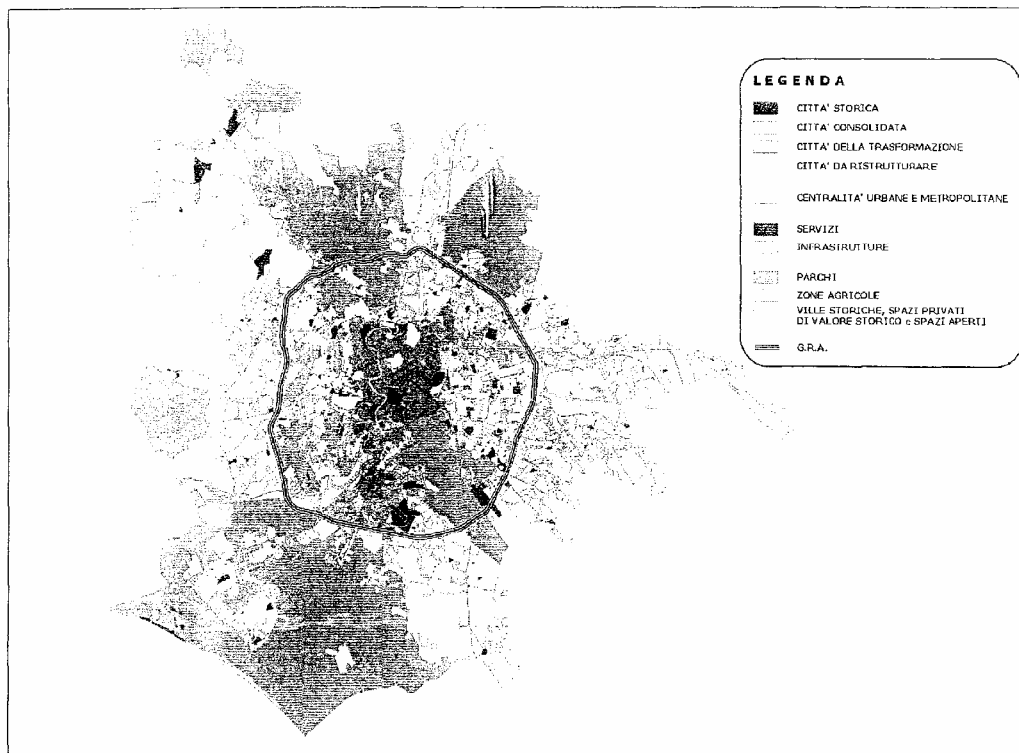 LEGENDA
CITTA' STORICA
CITTA' CONSOLIDATA
CITTA' DELLA TRASFORMAZIONE
CITTA' DA RISTRUTTURARE
CENTRALITA' URBANE E METROPOLITANE
SERVIZI
INFRASTRUTTURE
PARCHI
ZONE AGRICOLE
VILLE STORICHE, SPAZI PRIVATI
DI VALORE STORICO e SPAZI APERTI
G.R.A.